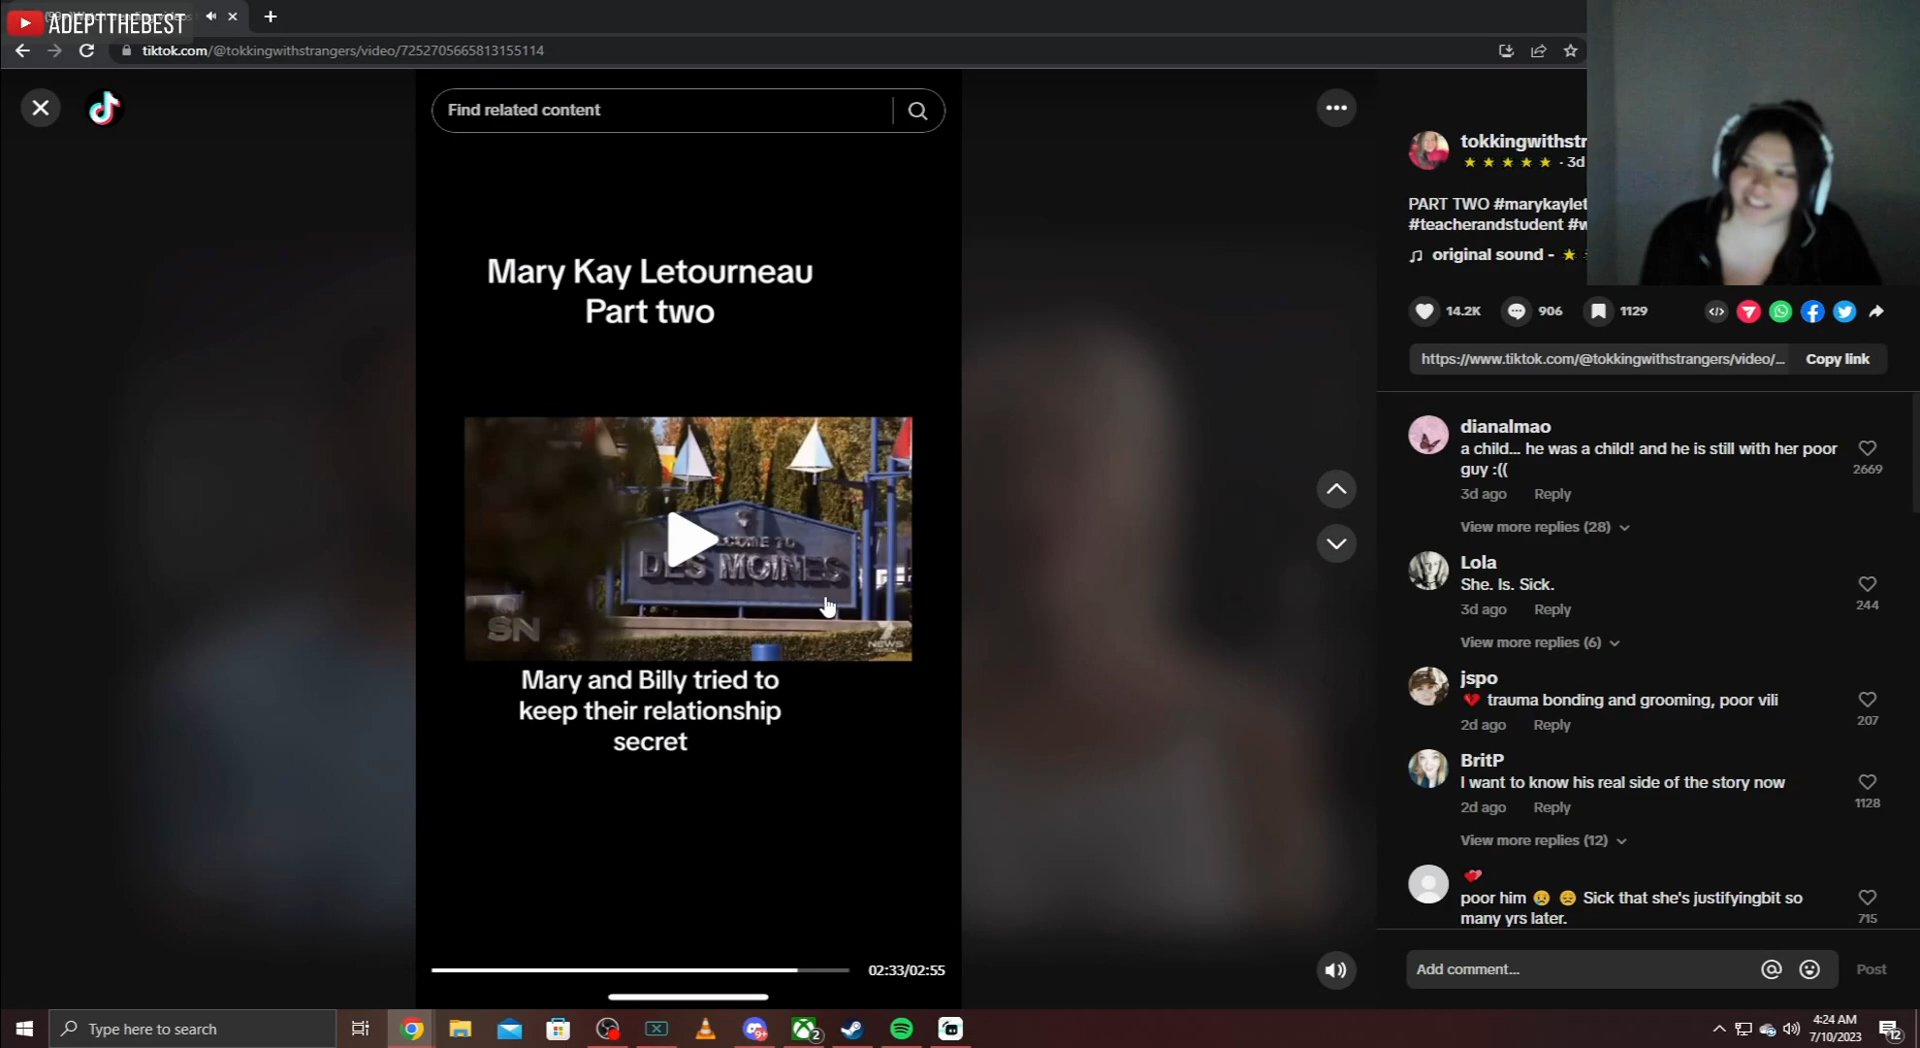 ADEPTTHEBEST
tiktok.com/@tokkingwithstrangers/video/7252705665813155114
Find related content
Mary Kay Letourneau
Part two
WELCOME TO
DES MOINES
SN
7
NEWS
Mary and Billy tried to
keep their relationship
secret
02:33/02:55
tokkingwithstr
· 3d
PART TWO #marykaylet
#teacherandstudent #w
original sound -
14.2K
906
1129
https://www.tiktok.com/@tokkingwithstrangers/video/...
Copy link
dianalmao
a child... he was a child! and he is still with her poor
guy :((
2669
3d ago Reply
View more replies (28)
Lola
She. Is. Sick.
244
3d ago Reply
View more replies (6)
jspo
💔 trauma bonding and grooming, poor vili
207
2d ago Reply
BritP
I want to know his real side of the story now
1128
2d ago Reply
View more replies (12)
💕
poor him 😢 😞 Sick that she's justifyingbit so
many yrs later.
715
Add comment...
Post
Type here to search
9+
2
4:24 AM
7/10/2023
12